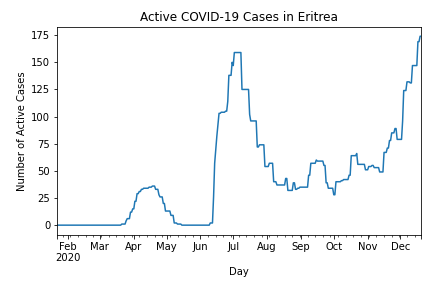 Active COVID-19 Cases in Eritrea
175
150
125
100
75
50
25
0
Number of Active Cases
Feb Mar Apr May Jun Jul Aug Sep Oct Nov Dec
2020
Day